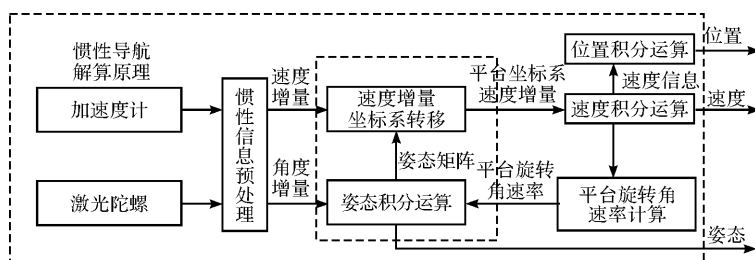 惯性导航
解算原理
加速度计
激光陀螺
惯性信息预处理
速度
增量
角度
增量
速度增量
坐标系转移
姿态矩阵
姿态积分运算
平台坐标系
速度增量
平台旋转
角速率
位置积分运算
速度信息
速度积分运算
平台旋转角
速率计算
位置
速度
姿态